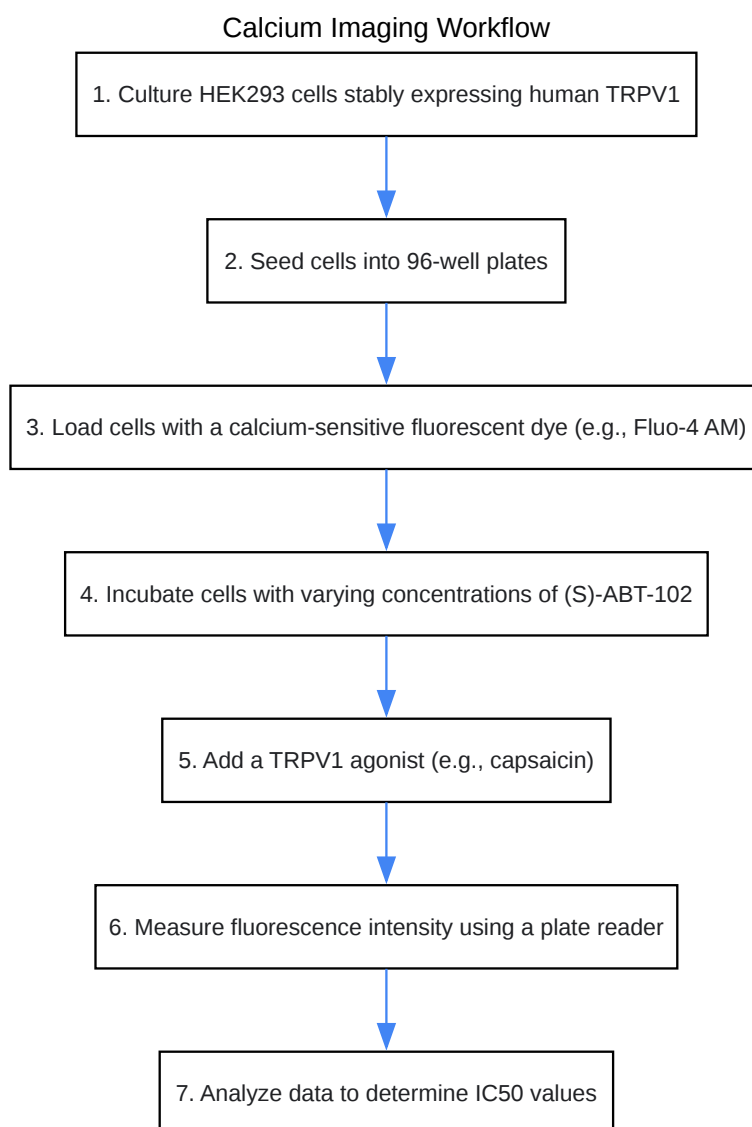 Calcium Imaging Workflow
1. Culture HEK293 cells stably expressing human TRPV1
2. Seed cells into 96-well plates
3. Load cells with a calcium-sensitive fluorescent dye (e.g., Fluo-4 AM)
4. Incubate cells with varying concentrations of (S)-ABT-102
5. Add a TRPV1 agonist (e.g., capsaicin)
6. Measure fluorescence intensity using a plate reader
7. Analyze data to determine IC50 values